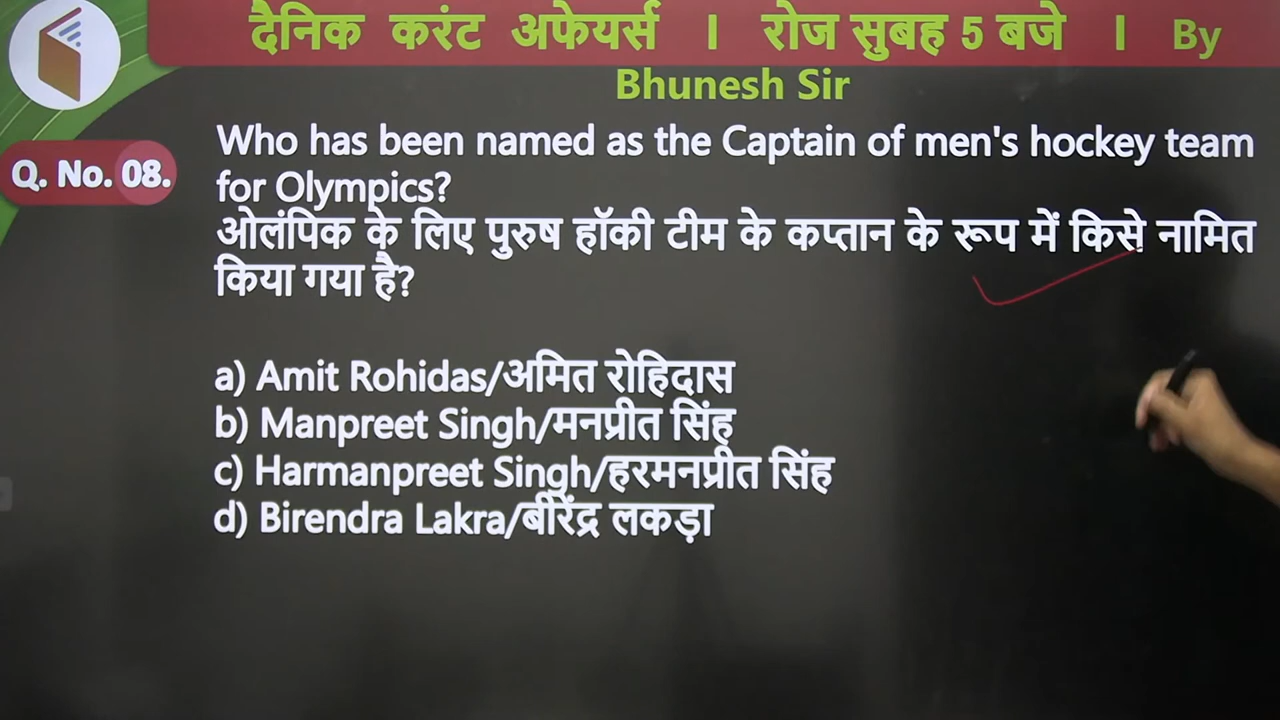 दैनिक करंट अफेयर्स । रोज सुबह 5 बजे । By
Bhunesh Sir
Q. No. 08.
Who has been named as the Captain of men's hockey team
for Olympics?
ओलंपिक के लिए पुरुष हॉकी टीम के कप्तान के रूप में किसे नामित
किया गया है?
a) Amit Rohidas/अमित रोहिदास
b) Manpreet Singh/मनप्रीत सिंह
c) Harmanpreet Singh/हरमनप्रीत सिंह
d) Birendra Lakra/बीरेंद्र लकड़ा